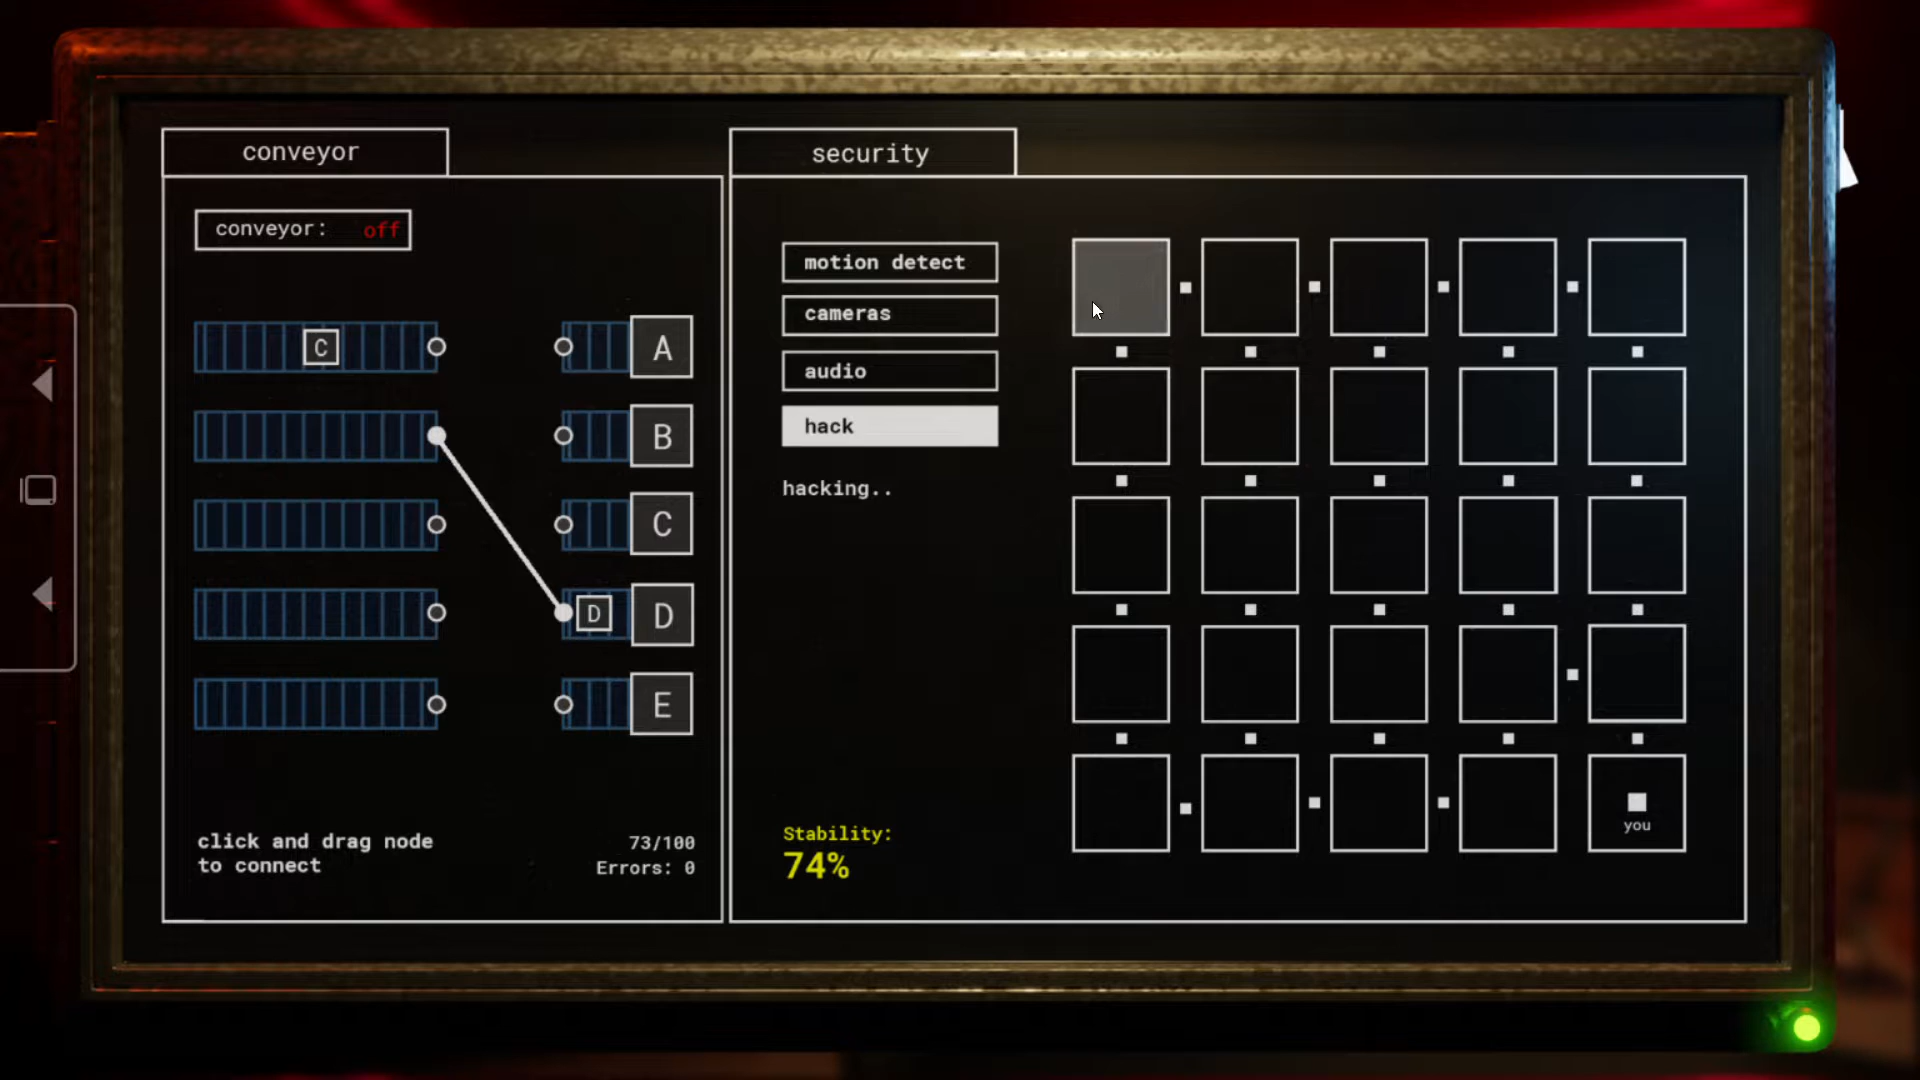 conveyor
conveyor: off
C
A
B
C
D
D
E
click and drag node
to connect
73/100
Errors: 0
security
motion detect
cameras
audio
hack
hacking..
Stability:
74%
you